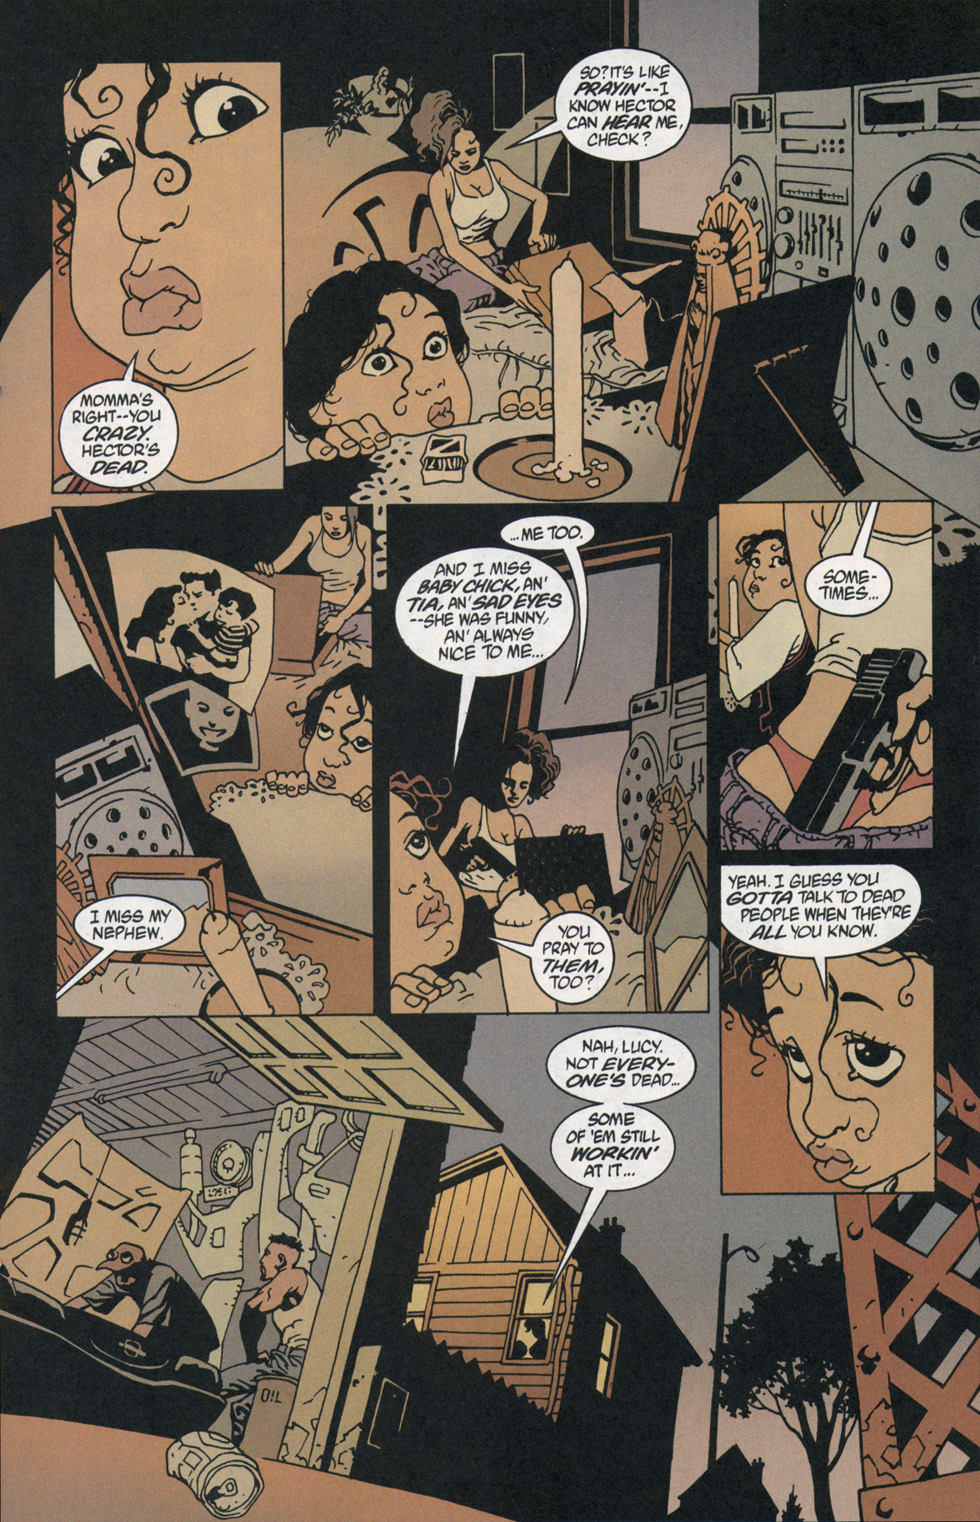 MOMMA'S
RIGHT--YOU
CRAZY.
HECTOR'S
DEAD.
SO? IT'S LIKE
PRAYIN'--I
KNOW HECTOR
CAN HEAR ME,
CHECK?
I MISS MY
NEPHEW.
...ME TOO.
AND I MISS
BABY CHICK, AN'
TIA, AN' SAD EYES
--SHE WAS FUNNY,
AN' ALWAYS
NICE TO ME...
YOU
PRAY TO
THEM,
TOO?
SOME-
TIMES...
YEAH. I GUESS YOU
GOTTA TALK TO DEAD
PEOPLE WHEN THEY'RE
ALL YOU KNOW.
NAH, LUCY.
NOT EVERY-
ONE'S DEAD...
SOME
OF 'EM STILL
WORKIN'
AT IT...
OIL